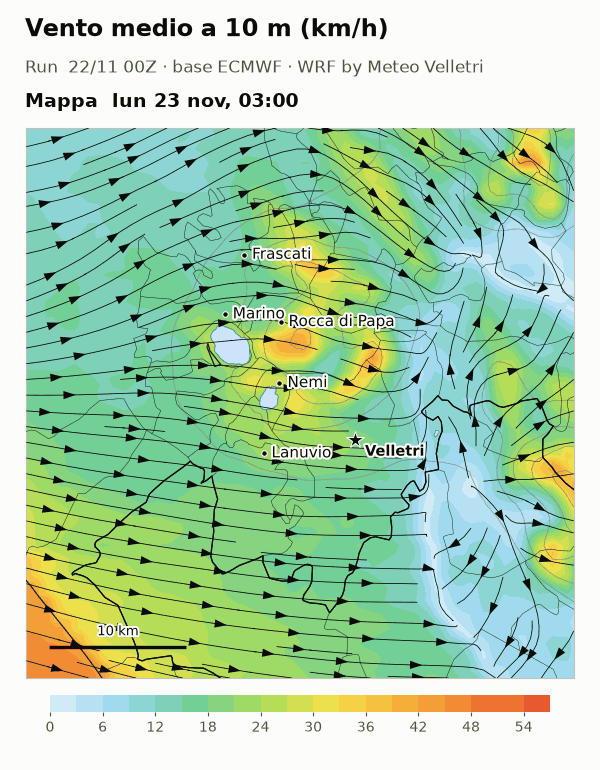 Vento medio a 10 m (km/h)
Run  22/11 00Z · base ECMWF · WRF by Meteo Velletri
Mappa  lun 23 nov, 03:00
Frascati
Marino
Rocca di Papa
Nemi
Velletri
Lanuvio
10 km
0 6 12 18 24 30 36 42 48 54